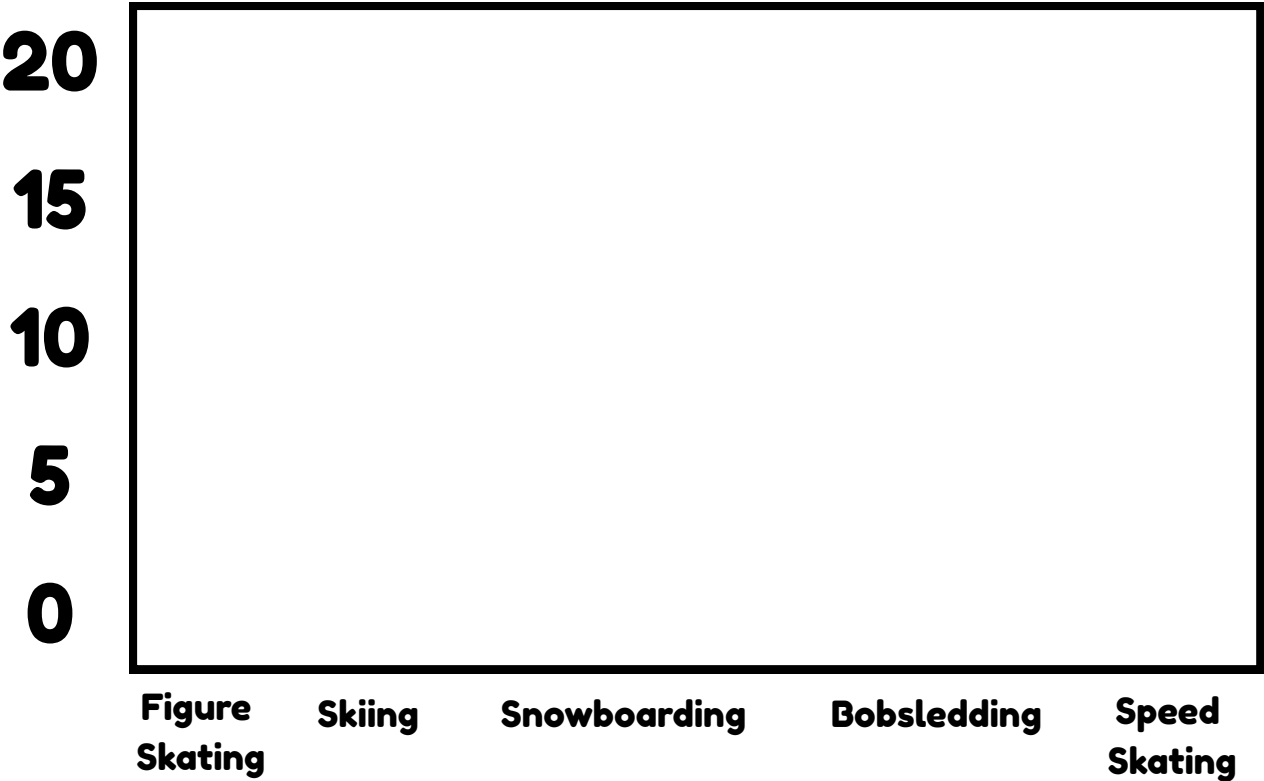 20
15
10
5
0
Figure
Skating
Skiing
Snowboarding
Bobsledding
Speed
Skating